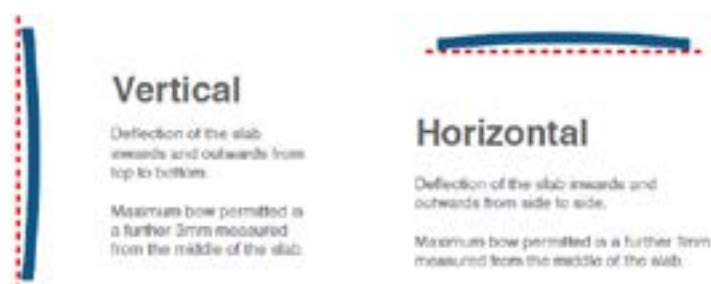 Vertical
Deflection of the slab
inwards and outwards from
top to bottom.
Maximum bow permitted is
a further 3mm measured
from the middle of the slab.
Horizontal
Deflection of the slab inwards and
outwards from side to side.
Maximum bow permitted is a further
measured from the middle of the slab.